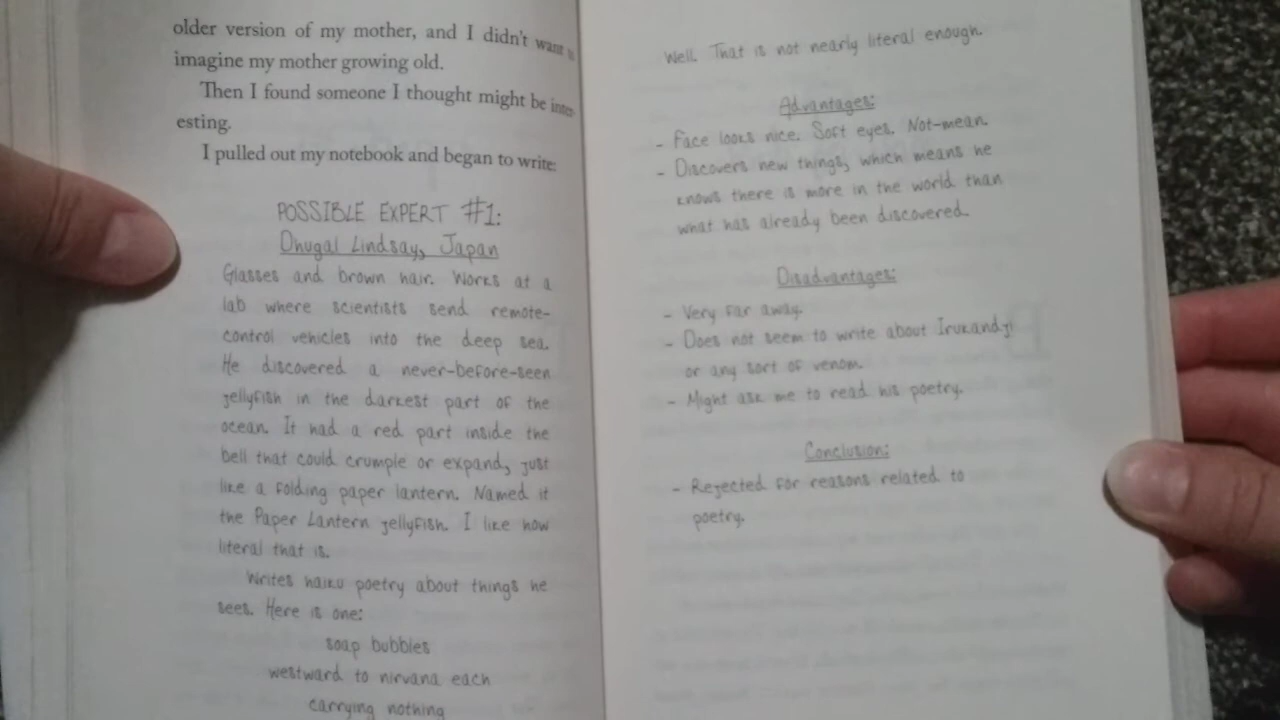 older version of my mother, and I didn't want
imagine my mother growing old.
Then I found someone I thought might be inter-
esting.
I pulled out my notebook and began to write:
POSSIBLE EXPERT #1:
Dhugal Lindsay, Japan
Glasses and brown hair. Works at a
lab where scientists send remote-
control vehicles into the deep sea.
He discovered a never-before-seen
jellyfish in the darkest part of the
ocean. It had a red part inside the
bell that could crumple or expand, just
like a folding paper lantern. Named it
the Paper Lantern jellyfish. I like how
literal that is.
Writes haiku poetry about things he
sees. Here is one:
soap bubbles
westward to nirvana each
carrying nothing
Well. That is not nearly literal enough.
Advantages:
- Face looks nice. Soft eyes. Not-mean.
- Discovers new things, which means he
knows there is more in the world than
what has already been discovered.
Disadvantages:
- Very far away.
- Does not seem to write about Irukandji
or any sort of venom.
- Might ask me to read his poetry.
Conclusion:
- Rejected for reasons related to
poetry.